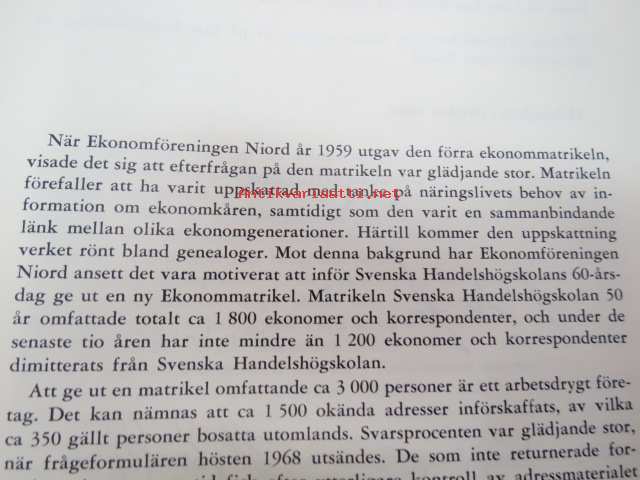 När Ekonomföreningen Niord år 1959 utgav den förra ekonommatrikeln,
visade det sig att efterfrågan på den matrikeln var glädjande stor. Matrikeln
förefaller att ha varit uppskattad med tanke på näringslivets behov av in-
formation om ekonomkåren, samtidigt som den varit en sammanbindande
länk mellan olika ekonomgenerationer. Härtill kommer den uppskattning
verket rönt bland genealoger. Mot denna bakgrund har Ekonomföreningen
Niord ansett det vara motiverat att inför Svenska Handelshögskolans 60-års-
dag ge ut en ny Ekonommatrikel. Matrikeln Svenska Handelshögskolan 50
år omfattade totalt ca 1 800 ekonomer och korrespondenter, och under de
senaste tio åren har inte mindre än 1 200 ekonomer och korrespondenter
dimitterats från Svenska Handelshögskolan.
Att ge ut en matrikel omfattande ca 3 000 personer är ett arbetsdrygt före-
tag. Det kan nämnas att ca 1 500 okända adresser införskaffats, av vilka
ca 350 gällt personer bosatta utomlands. Svarsprocenten var glädjande stor,
när frågeformulären hösten 1968 utsändes. De som inte returnerade for-
kontroll av adressmaterialet